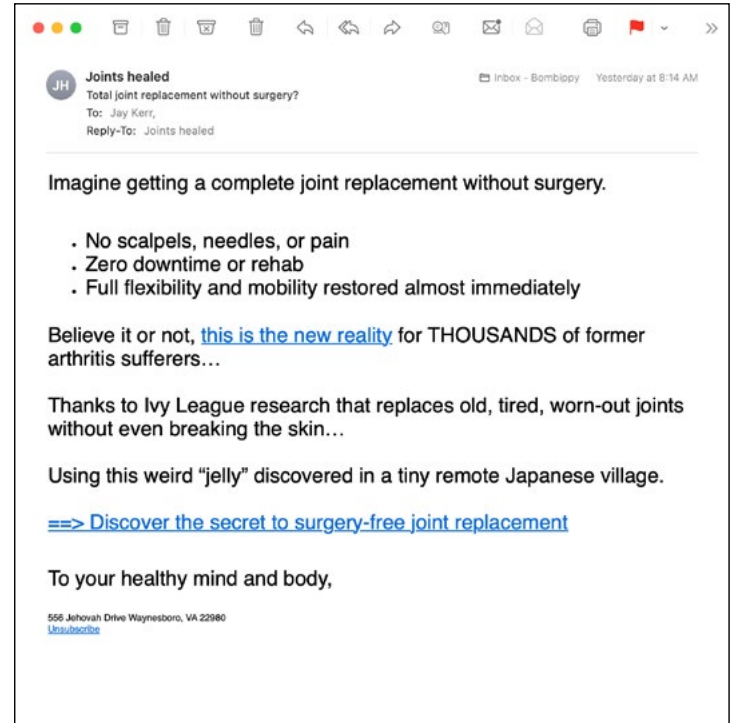 JH
Joints healed
Inbox - Bombippy Yesterday at 8:14 AM
Total joint replacement without surgery?
To: Jay Kerr,
Reply-To: Joints healed
Imagine getting a complete joint replacement without surgery.
• No scalpels, needles, or pain
• Zero downtime or rehab
• Full flexibility and mobility restored almost immediately
Believe it or not, this is the new reality for THOUSANDS of former
arthritis sufferers…
Thanks to Ivy League research that replaces old, tired, worn-out joints
without even breaking the skin…
Using this weird “jelly” discovered in a tiny remote Japanese village.
==> Discover the secret to surgery-free joint replacement
To your healthy mind and body,
556 Jehovah Drive Waynesboro, VA 22980
Unsubscribe